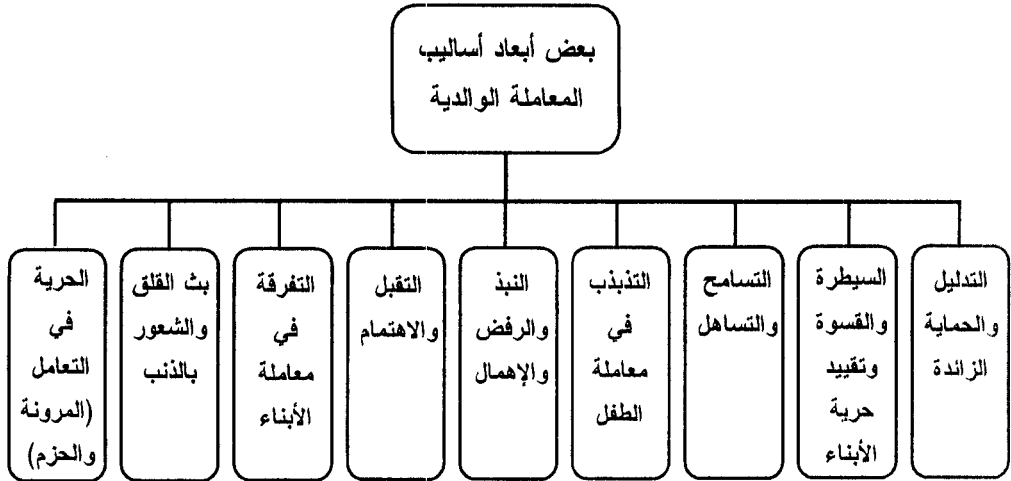 بعض أبعاد أساليب
المعاملة الوالدية
التدليل
والحماية
الزائدة
السيطرة
والقسوة
وتقييد
حرية
الأبناء
التسامح
والتساهل
التذبذب
في
معاملة
الطفل
النبذ
والرفض
والإهمال
التقبل
والاهتمام
التفرقة
في
معاملة
الأبناء
بث القلق
والشعور
بالذنب
الحرية
في
التعامل
(المرونة
والحزم)